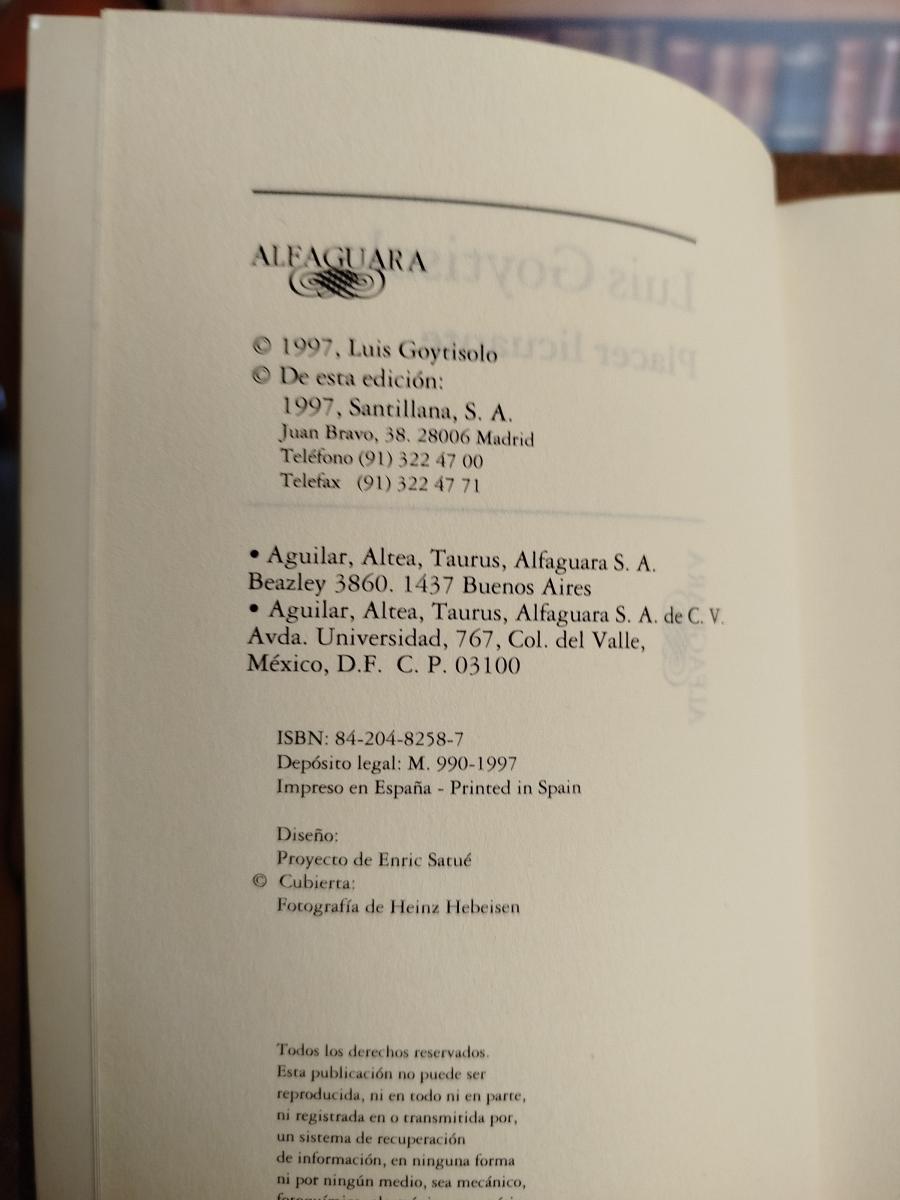 ALFAGUARA
© 1997, Luis Goytisolo
© De esta edición:
1997, Santillana, S. A.
Juan Bravo, 38. 28006 Madrid
Teléfono (91) 322 47 00
Telefax (91) 322 47 71
• Aguilar, Altea, Taurus, Alfaguara S. A.
Beazley 3860. 1437 Buenos Aires
• Aguilar, Altea, Taurus, Alfaguara S. A. de C. V.
Avda. Universidad, 767, Col. del Valle,
México, D.F. C. P. 03100
ISBN: 84-204-8258-7
Depósito legal: M. 990-1997
Impreso en España - Printed in Spain
Diseño:
Proyecto de Enric Satué
© Cubierta:
Fotografía de Heinz Hebeisen
Todos los derechos reservados.
Esta publicación no puede ser
reproducida, ni en todo ni en parte,
ni registrada en o transmitida por,
un sistema de recuperación
de información, en ninguna forma
ni por ningún medio, sea mecánico,